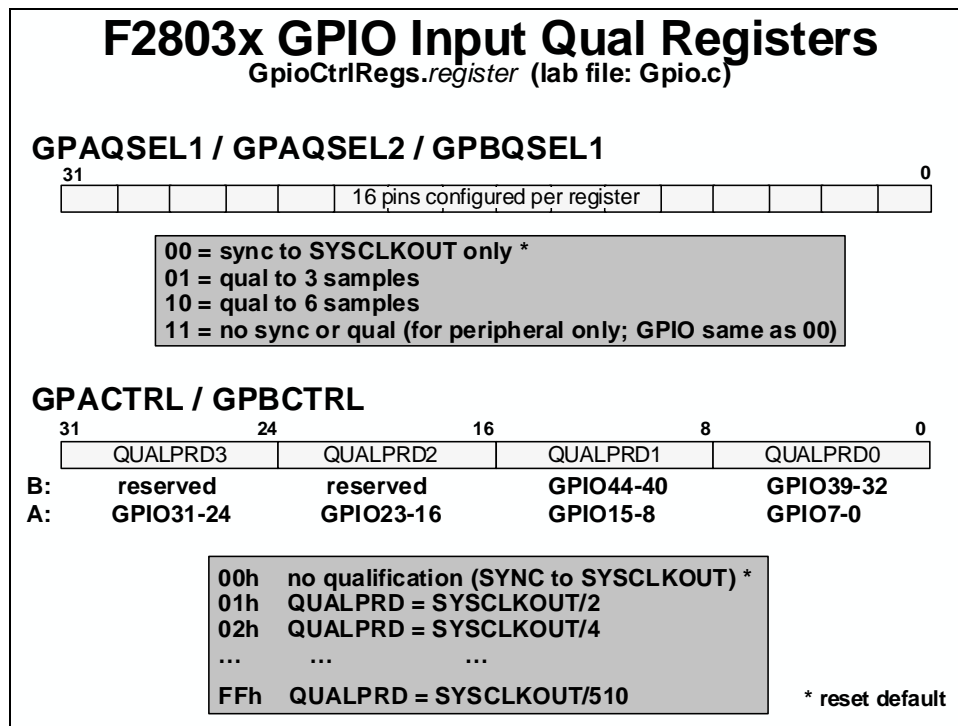 F2803x GPIO Input Qual Registers
GpioCtrlRegs.register (lab file: Gpio.c)
GPAQSEL1 / GPAQSEL2 / GPBQSEL1
31 0
16 pins configured per register
00 = sync to SYSCLKOUT only *
01 = qual to 3 samples
10 = qual to 6 samples
11 = no sync or qual (for peripheral only; GPIO same as 00)
GPACTRL / GPBCTRL
31 24 16 8 0
QUALPRD3 QUALPRD2 QUALPRD1 QUALPRD0
B: reserved reserved GPIO44-40 GPIO39-32
A: GPIO31-24 GPIO23-16 GPIO15-8 GPIO7-0
00h no qualification (SYNC to SYSCLKOUT) *
01h QUALPRD = SYSCLKOUT/2
02h QUALPRD = SYSCLKOUT/4
... ... ...
FFh QUALPRD = SYSCLKOUT/510
* reset default